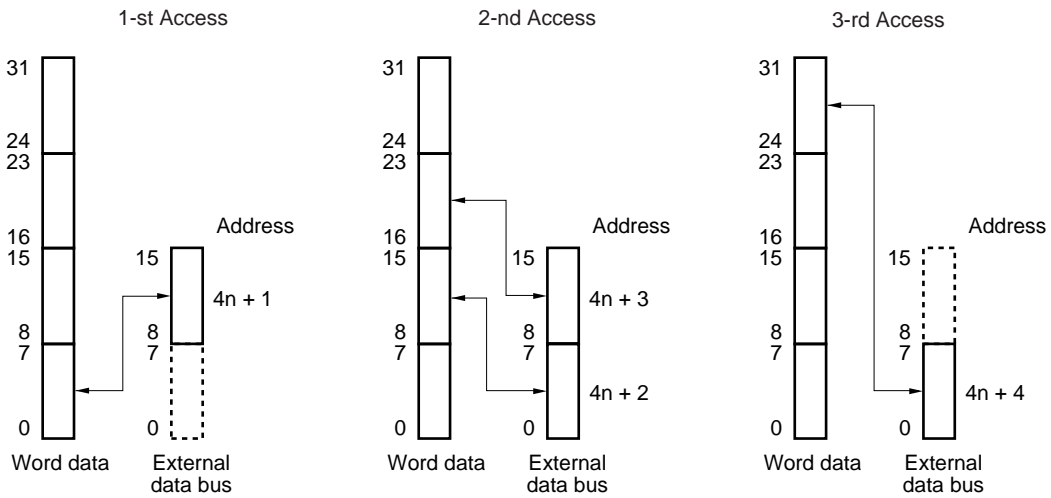 1-st Access
31
24
23
16
15
8
7
0
Word data
Address
15
4n + 1
8
7
0
External
data bus
2-nd Access
31
24
23
16
15
8
7
0
Word data
Address
15
4n + 3
8
7
4n + 2
0
External
data bus
3-rd Access
31
24
23
16
15
8
7
0
Word data
Address
15
8
7
4n + 4
0
External
data bus